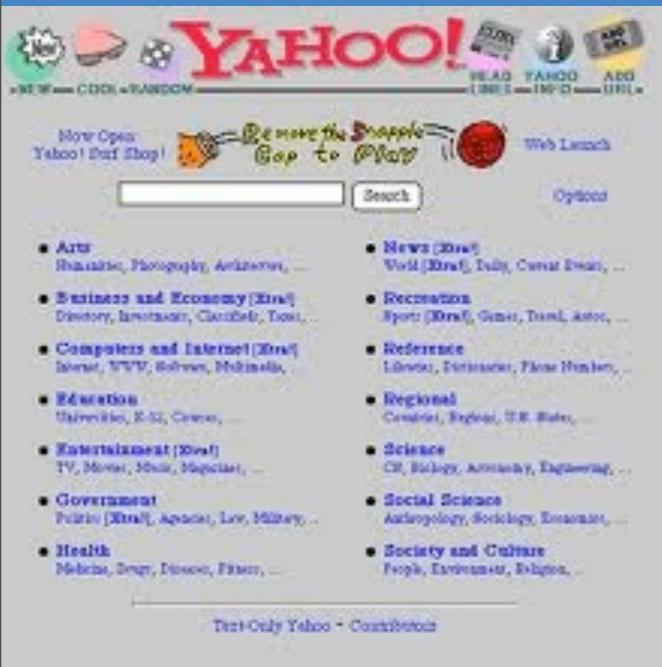 New
ADD URL
YAHOO!
NEW COOL RANDOM
HEAD LINES YAHOO INFO ADD URL
Now Open
Yahoo! Surf Shop!
Remove the Snapple
Cap to Play
Web Launch
Search
Options
Arts
Humanities, Photography, Architecture, ...
Business and Economy [Xtra!]
Directory, Investments, Classifieds, Taxes, ...
Computers and Internet [Xtra!]
Internet, WWW, Software, Multimedia, ...
Education
Universities, K-12, Courses, ...
Entertainment [Xtra!]
TV, Movies, Music, Magazines, ...
Government
Politics [Xtra!], Agencies, Law, Military, ...
Health
Medicine, Drugs, Diseases, Fitness, ...
News [Xtra!]
World [Xtra!], Daily, Current Events, ...
Recreation
Sports [Xtra!], Games, Travel, Autos, ...
Reference
Libraries, Dictionaries, Phone Numbers, ...
Regional
Countries, Regions, U.S. States, ...
Science
CS, Biology, Astronomy, Engineering, ...
Social Science
Anthropology, Sociology, Economics, ...
Society and Culture
People, Environment, Religion, ...
Text-Only Yahoo - Contributors